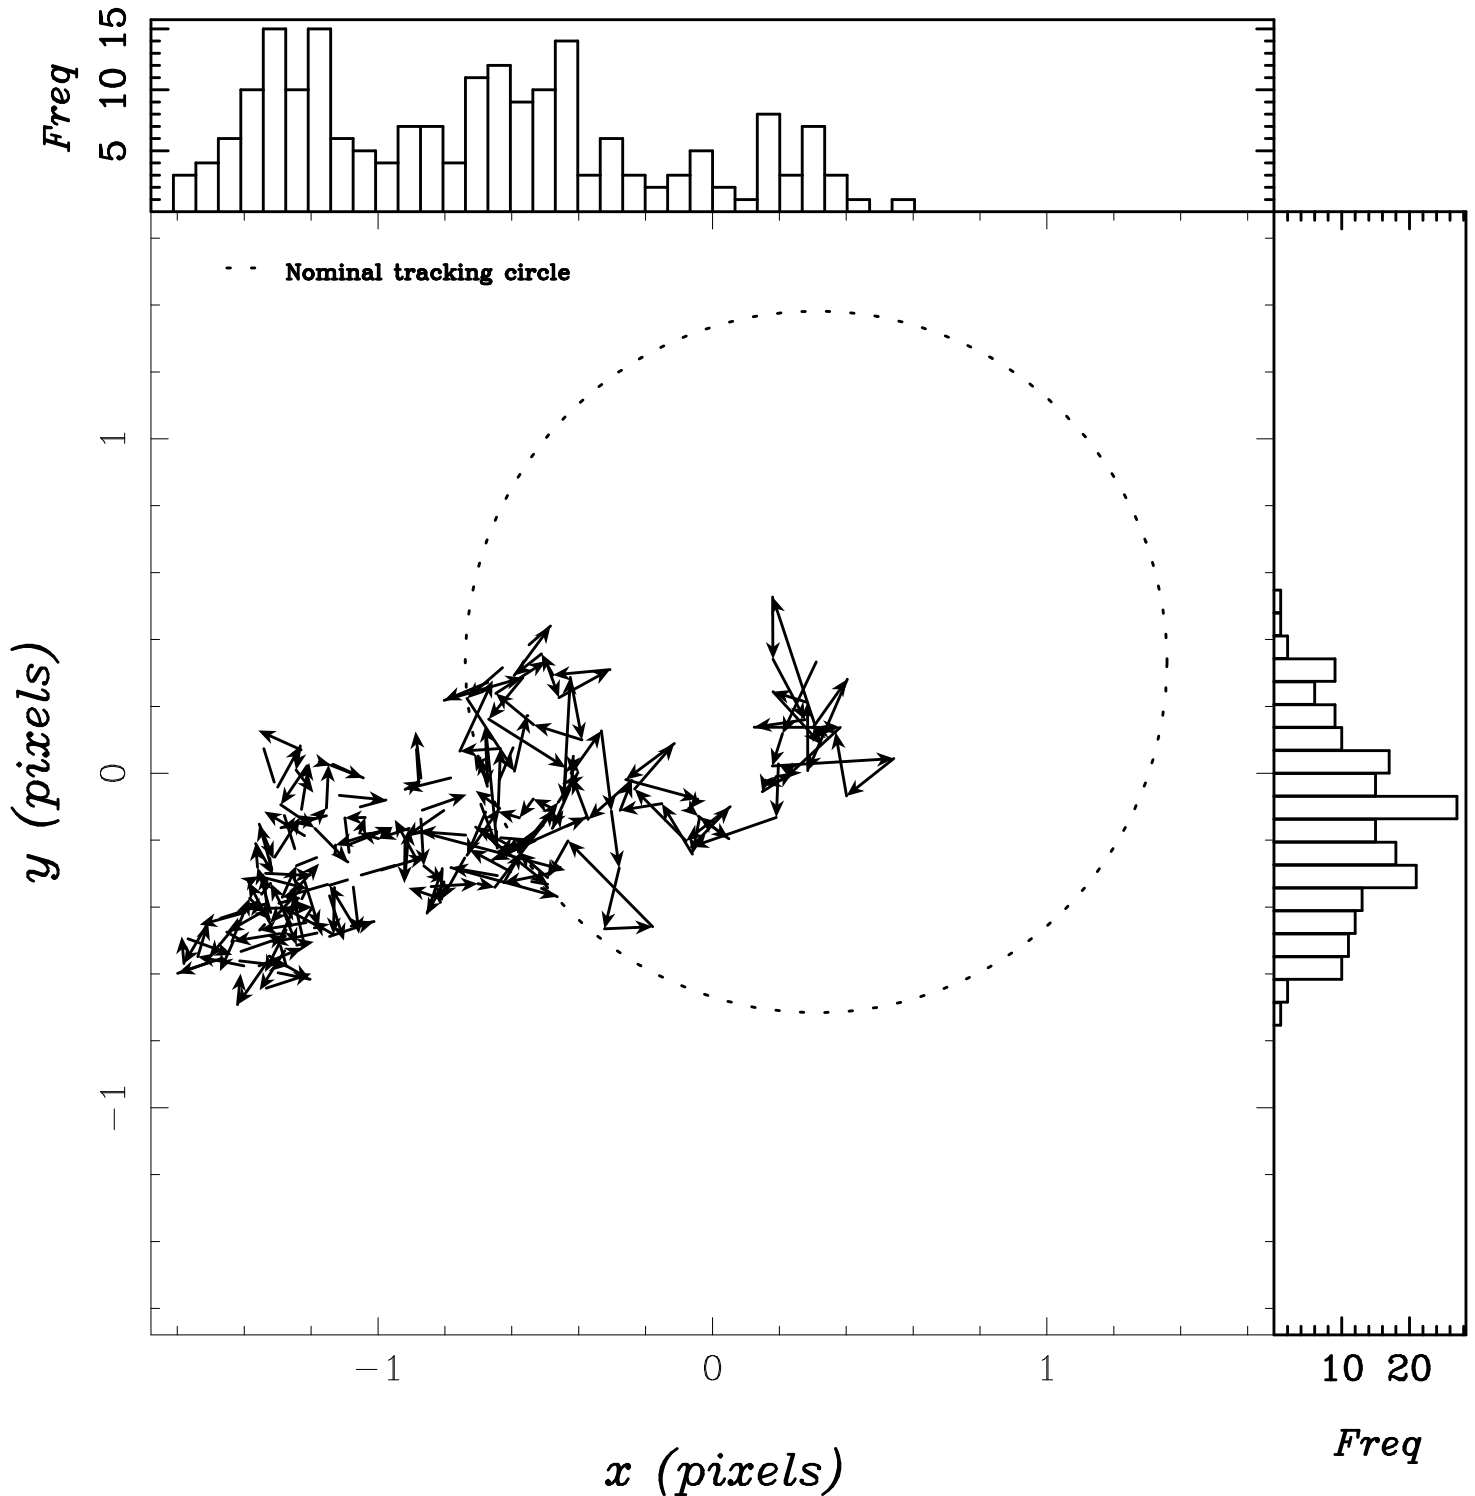 Freq
5 10 15
Nominal tracking circle
y (pixels)
1
0
−1
−1 0 1
x (pixels)
10 20
Freq